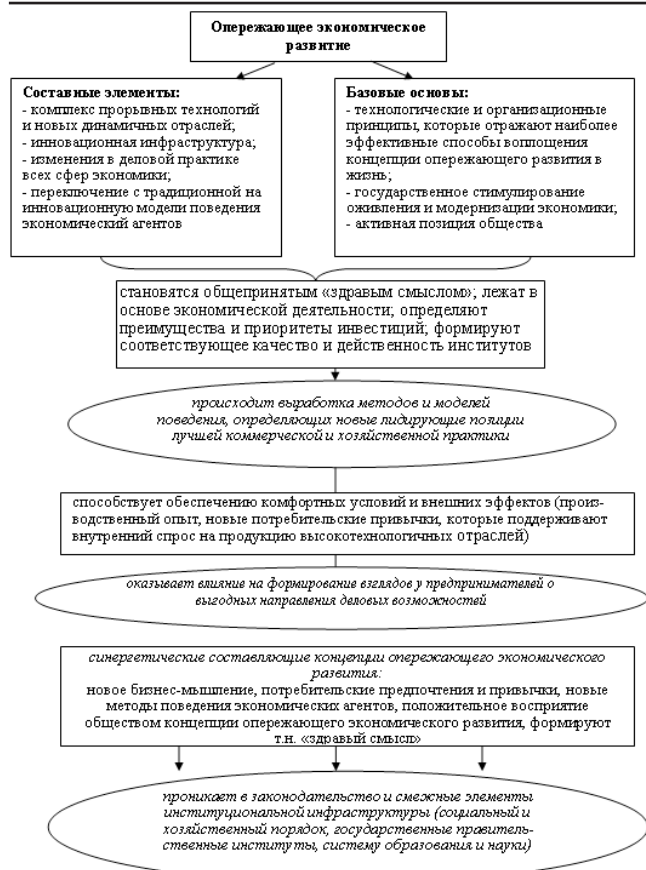 Опережающее экономическое
развитие
Составные элементы:
- комплекс прорывных технологий
и новых динамичных отраслей;
- инновационная инфраструктура;
- изменения в деловой практике
всех сфер экономики;
- переключение с традиционной на
инновационную модели поведения
экономический агентов
Базовые основы:
- технологические и организационные
принципы, которые отражают наиболее
эффективные способы воплощения
концепции опережающего развития в
жизнь;
- государственное стимулирование
оживления и модернизации экономики;
- активная позиция общества
становятся общепринятым «здравым смыслом»; лежат в
основе экономической деятельности; определяют
преимущества и приоритеты инвестиций; формируют
соответствующее качество и действенность институтов
происходит выработка методов и моделей
поведения, определяющих новые лидирующие позиции
лучшей коммерческой и хозяйственной практики
способствует обеспечению комфортных условий и внешних эффектов (произ-
водственный опыт, новые потребительские привычки, которые поддерживают
внутренний спрос на продукцию высокотехнологичных отраслей)
оказывает влияние на формирование взглядов у предпринимателей о
выгодных направления деловых возможностей
синергетические составляющие концепции опережающего экономического
развития:
новое бизнес-мышление, потребительские предпочтения и привычки, новые
методы поведения экономических агентов, положительное восприятие
обществом концепции опережающего экономического развития, формируют
т.н. «здравый смысл»
проникает в законодательство и смежные элементы
институциональной инфраструктуры (социальный и
хозяйственный порядок, государственные правитель-
ственные институты, систему образования и науки)